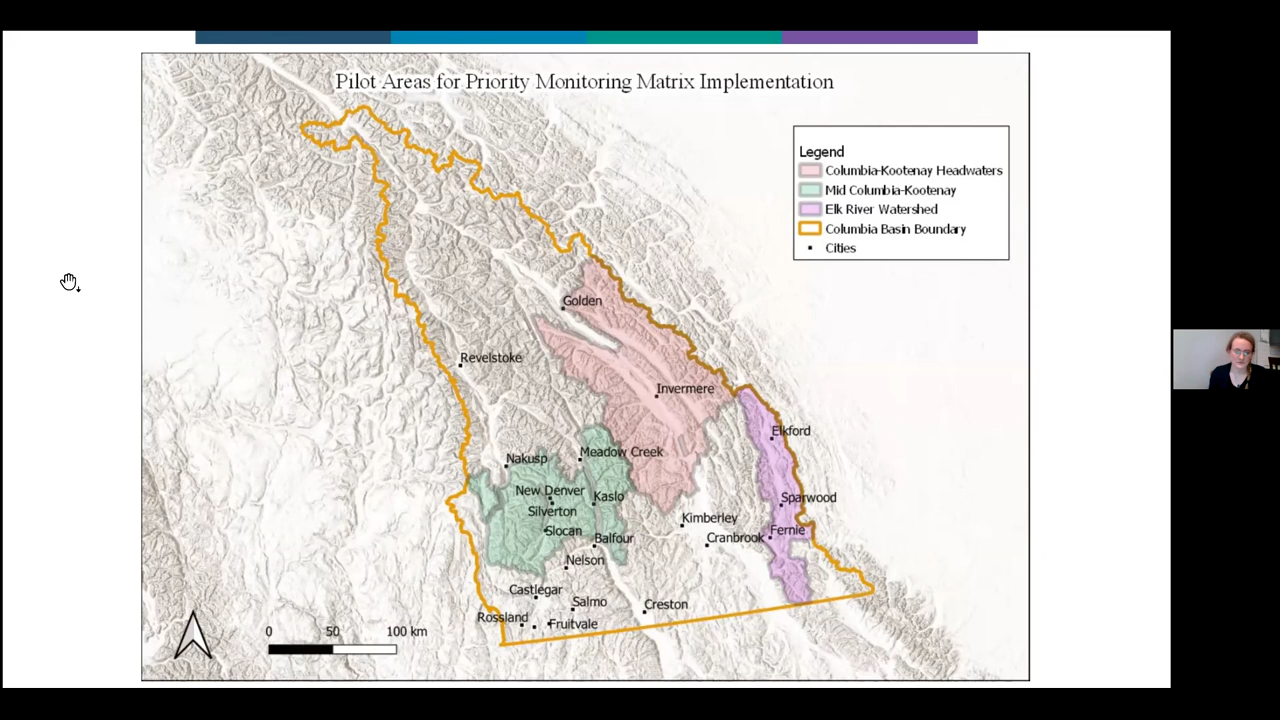 Pilot Areas for Priority Monitoring Matrix Implementation
Legend
Columbia-Kootenay Headwaters
Mid Columbia-Kootenay
Elk River Watershed
Columbia Basin Boundary
Cities
Golden
Revelstoke
Invermere
Elkford
Meadow Creek
Nakusp
New Denver
Kaslo
Sparwood
Silverton
Kimberley
Slocan
Fernie
Balfour
Cranbrook
Nelson
Castlegar
Salmo
Creston
Rossland
Fruitvale
0 50 100 km